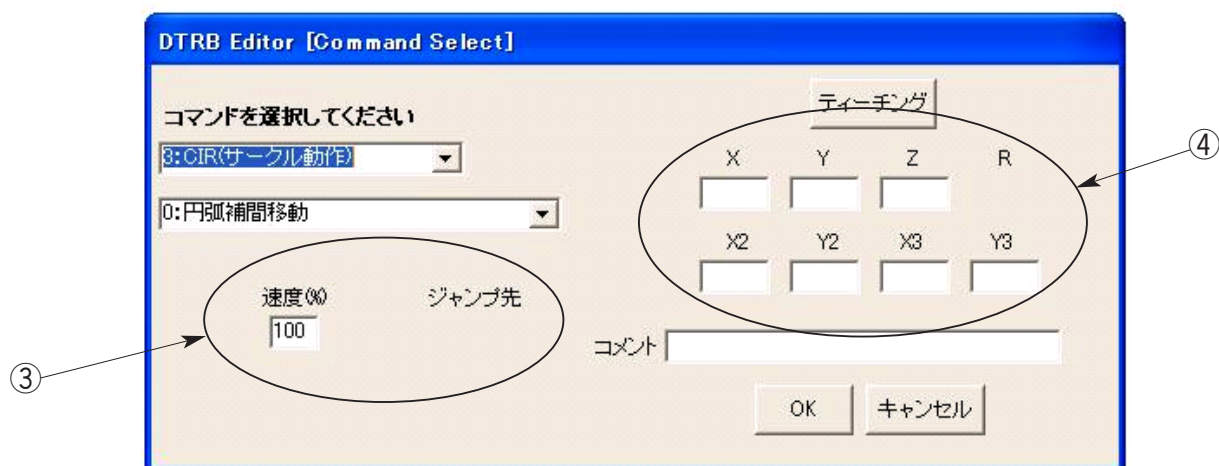 DTRB Editor [Command Select]
コマンドを選択してください
3:CIR(サークル動作)
0:円弧補間移動
速度(%)
ジャンプ先
100
③
ティーチング
④
X Y Z R
X2 Y2 X3 Y3
コメント
OK キャンセル